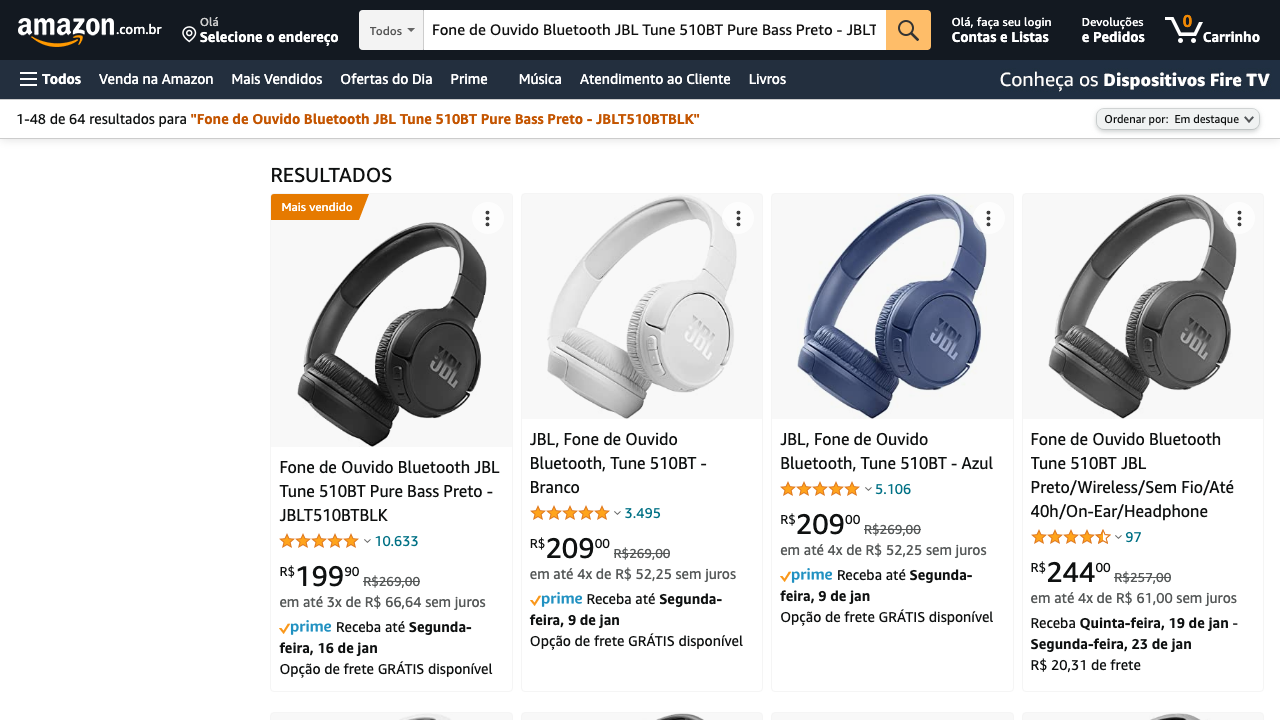 amazon.com.br
Olá
Selecione o endereço
Todos
Fone de Ouvido Bluetooth JBL Tune 510BT Pure Bass Preto - JBLT
Olá, faça seu login
Contas e Listas
Devoluções
e Pedidos
0
Carrinho
Todos
Venda na Amazon
Mais Vendidos
Ofertas do Dia
Prime
Música
Atendimento ao Cliente
Livros
Conheça os Dispositivos Fire TV
1-48 de 64 resultados para "Fone de Ouvido Bluetooth JBL Tune 510BT Pure Bass Preto - JBLT510BTBLK"
Ordenar por: Em destaque
RESULTADOS
Mais vendido
JBL
Fone de Ouvido Bluetooth JBL
Tune 510BT Pure Bass Preto -
JBLT510BTBLK
10.633
R$19990 R$269,00
em até 3x de R$ 66,64 sem juros
prime Receba até Segunda-
feira, 16 de jan
Opção de frete GRÁTIS disponível
JBL
JBL, Fone de Ouvido
Bluetooth, Tune 510BT -
Branco
3.495
R$20900 R$269,00
em até 4x de R$ 52,25 sem juros
prime Receba até Segunda-
feira, 9 de jan
Opção de frete GRÁTIS disponível
JBL
JBL, Fone de Ouvido
Bluetooth, Tune 510BT - Azul
5.106
R$20900 R$269,00
em até 4x de R$ 52,25 sem juros
prime Receba até Segunda-
feira, 9 de jan
Opção de frete GRÁTIS disponível
JBL
Fone de Ouvido Bluetooth
Tune 510BT JBL
Preto/Wireless/Sem Fio/Até
40h/On-Ear/Headphone
97
R$24400 R$257,00
em até 4x de R$ 61,00 sem juros
Receba Quinta-feira, 19 de jan -
Segunda-feira, 23 de jan
R$ 20,31 de frete